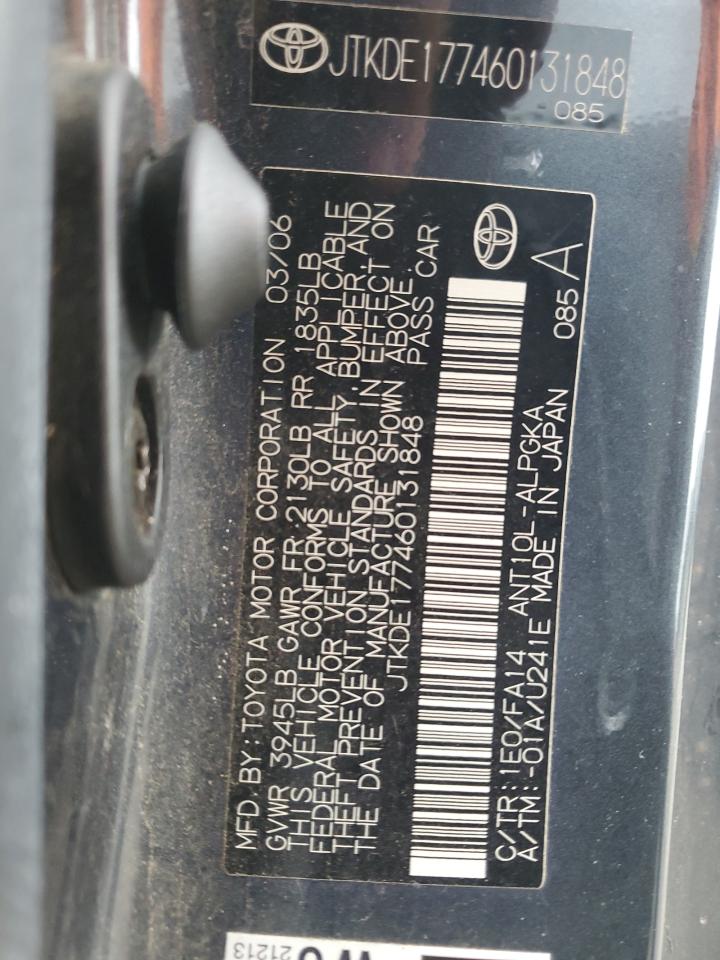 JTKDE177460131848
085
MFD.BY:TOYOTA MOTOR CORPORATION 03/06
GVWR 3945LB GAWR FR 2130LB RR 1835LB
THIS VEHICLE CONFORMS TO ALL APPLICABLE
FEDERAL MOTOR VEHICLE SAFETY,BUMPER,AND
THEFT PREVENTION STANDARDS IN EFFECT ON
THE DATE OF MANUFACTURE SHOWN ABOVE
JTKDE177460131848 PASS CAR
C/TR:1E0/FA14 ANT10L-ALPGKA 085 A
A/TM:-01A/U241E MADE IN JAPAN
21213